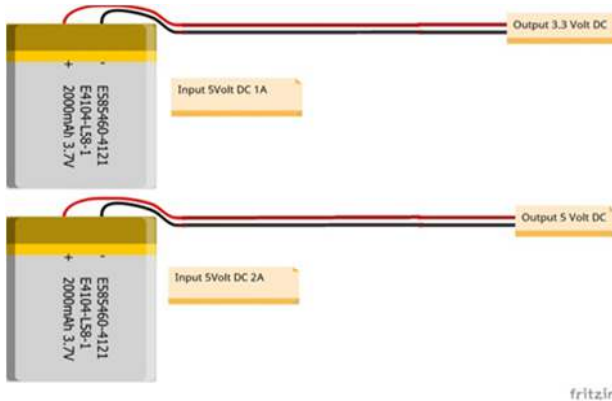 Output 3.3 Volt DC
Input 5Volt DC 1A
+ -
ES85460-4121
E4104-L58-1
2000mAh 3.7V
Output 5 Volt DC
Input 5Volt DC 2A
+ -
ES85460-4121
E4104-L58-1
2000mAh 3.7V